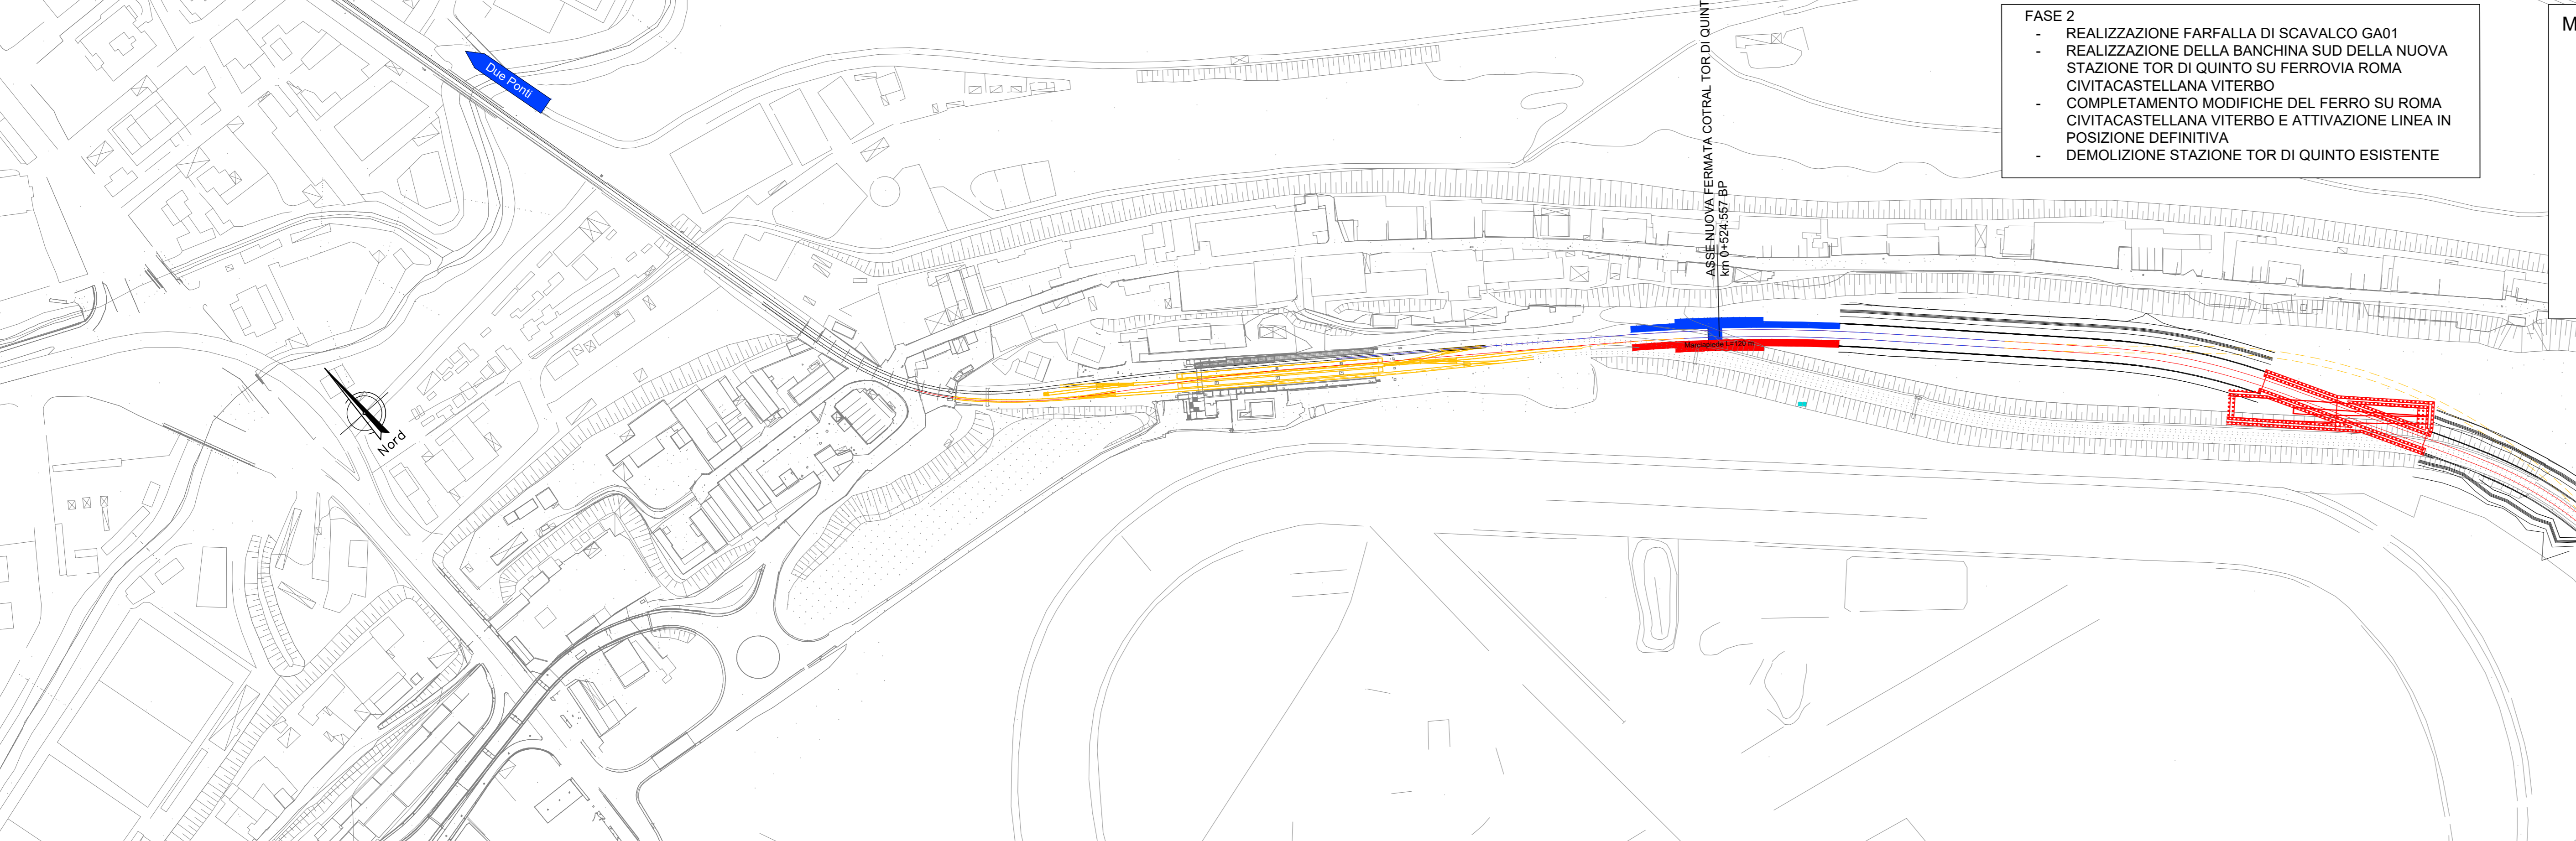 Due Ponti
Nord
ASSE NUOVA FERMATA COTRAL TOR DI QUINT
km 0+524.557 BP
Marciapiede L=120 m
FASE 2
- REALIZZAZIONE FARFALLA DI SCAVALCO GA01
- REALIZZAZIONE DELLA BANCHINA SUD DELLA NUOVA
STAZIONE TOR DI QUINTO SU FERROVIA ROMA
CIVITACASTELLANA VITERBO
- COMPLETAMENTO MODIFICHE DEL FERRO SU ROMA
CIVITACASTELLANA VITERBO E ATTIVAZIONE LINEA IN
POSIZIONE DEFINITIVA
- DEMOLIZIONE STAZIONE TOR DI QUINTO ESISTENTE
M